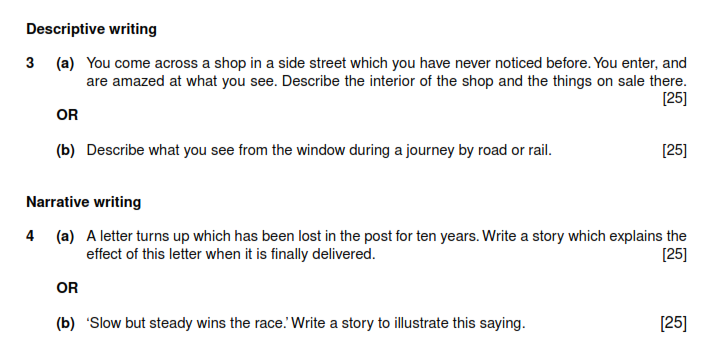 Descriptive writing
3 (a) You come across a shop in a side street which you have never noticed before. You enter, and
are amazed at what you see. Describe the interior of the shop and the things on sale there.
[25]
OR
(b) Describe what you see from the window during a journey by road or rail. [25]
Narrative writing
4 (a) A letter turns up which has been lost in the post for ten years. Write a story which explains the
effect of this letter when it is finally delivered. [25]
OR
(b) ‘Slow but steady wins the race.’ Write a story to illustrate this saying. [25]